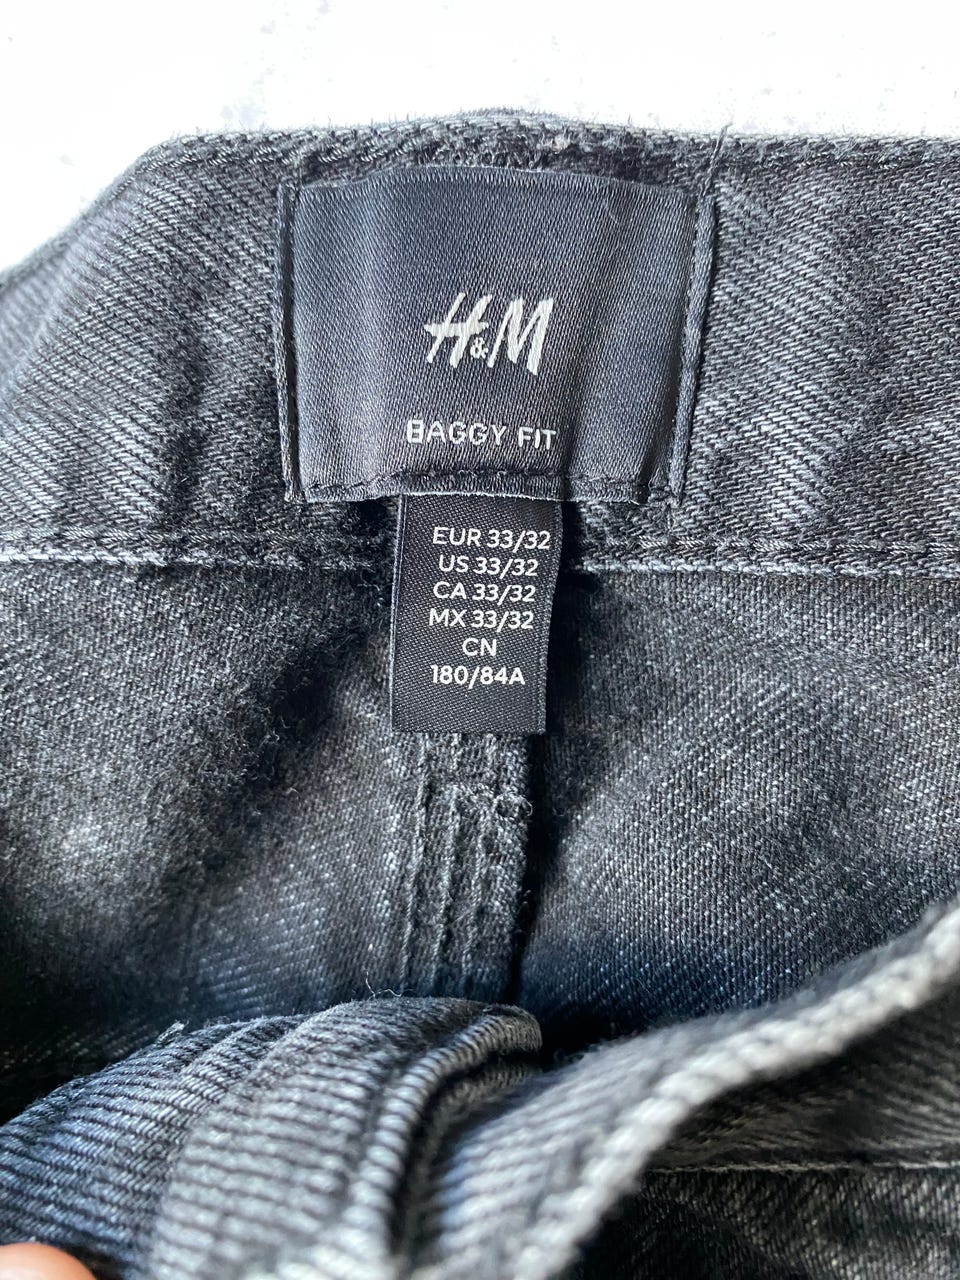 H&M
BAGGY FIT
EUR 33/32
US 33/32
CA 33/32
MX 33/32
CN
180/84A